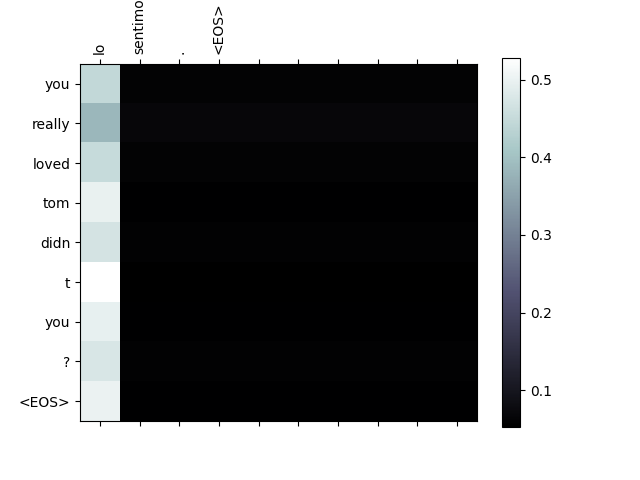 lo
sentimo
.
<EOS>
you
really
loved
tom
didn
t
you
?
<EOS>
0.5
0.4
0.3
0.2
0.1